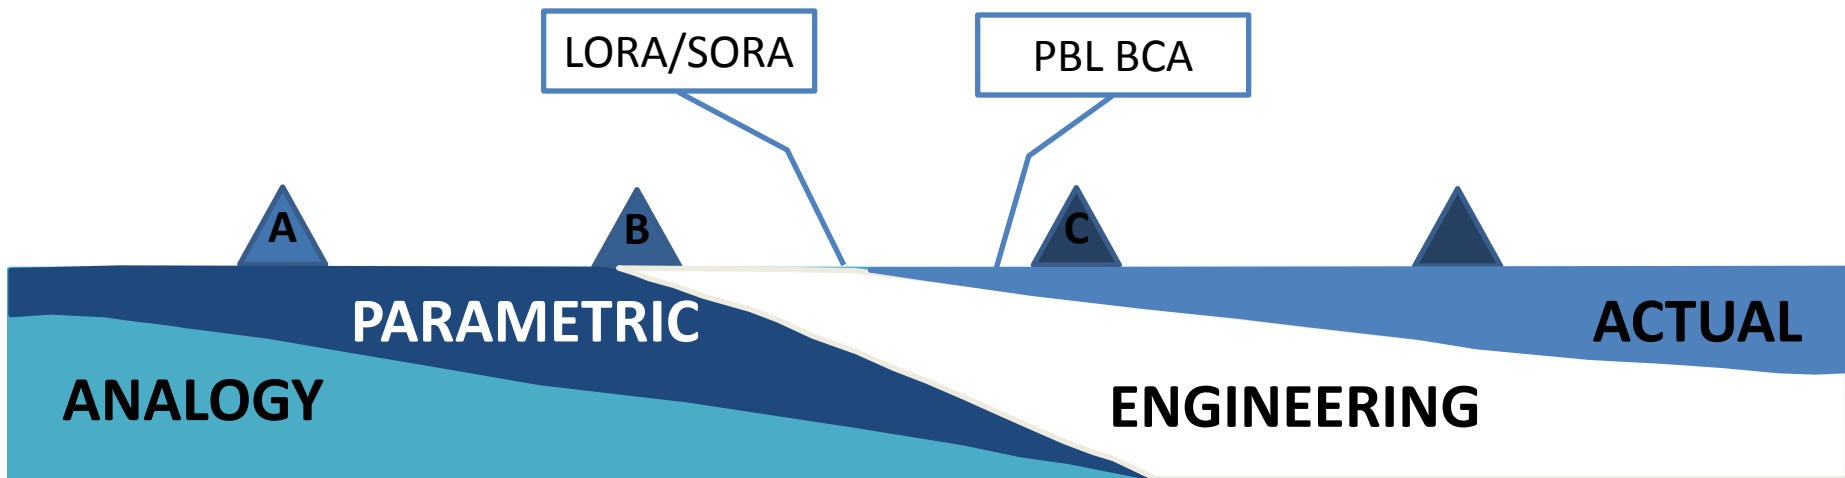 LORA/SORA
PBL BCA
A
B
C
PARAMETRIC
ACTUAL
ANALOGY
ENGINEERING